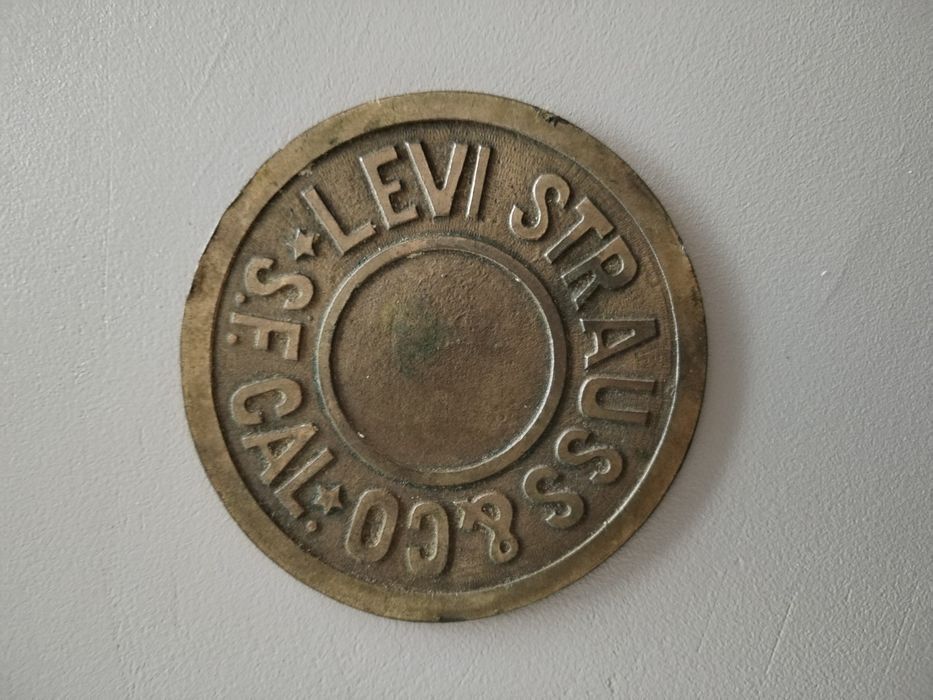 LEVI STRAUSS & CO
★ S.F. CAL. ★